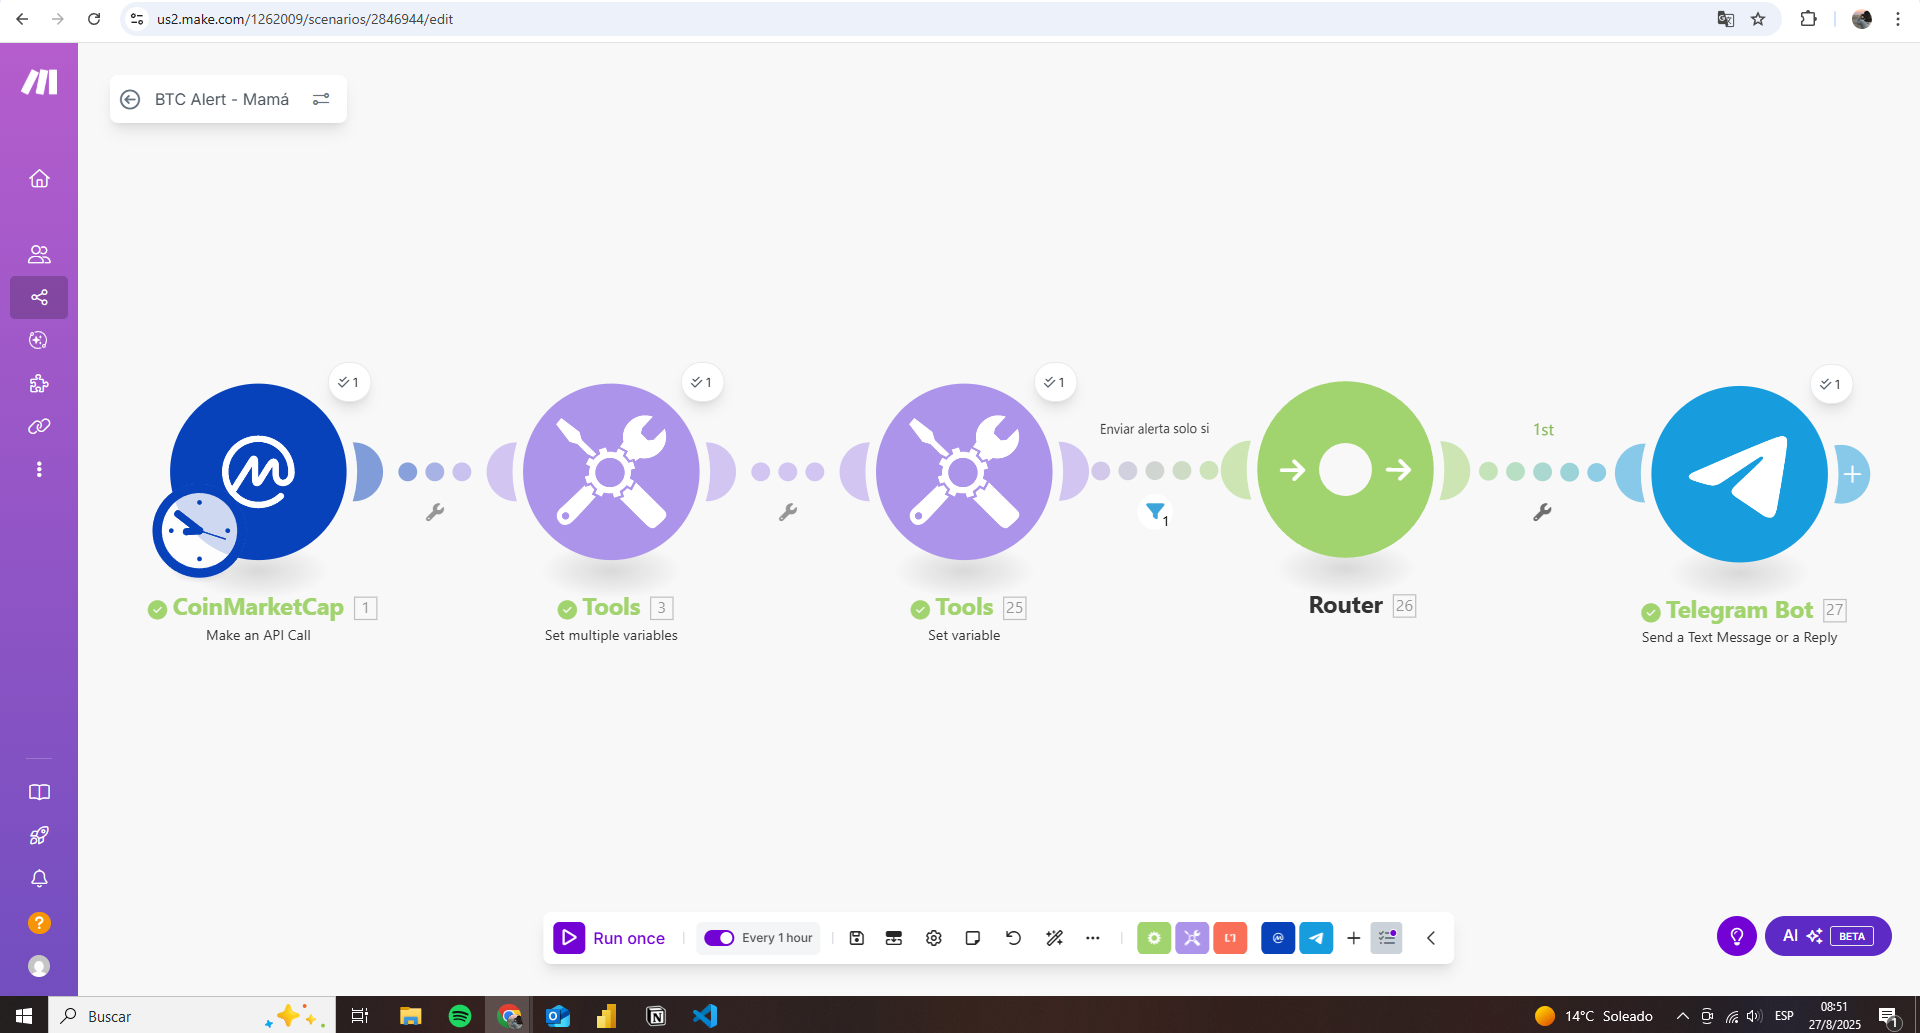 us2.make.com/1262009/scenarios/2846944/edit
BTC Alert - Mamá
1
1
1
1
Enviar alerta solo si
1st
1
CoinMarketCap 1
Make an API Call
Tools 3
Set multiple variables
Tools 25
Set variable
Router 26
Telegram Bot 27
Send a Text Message or a Reply
Run once
Every 1 hour
AI BETA
?
Buscar
14°C Soleado
ESP
08:51
27/8/2025
1